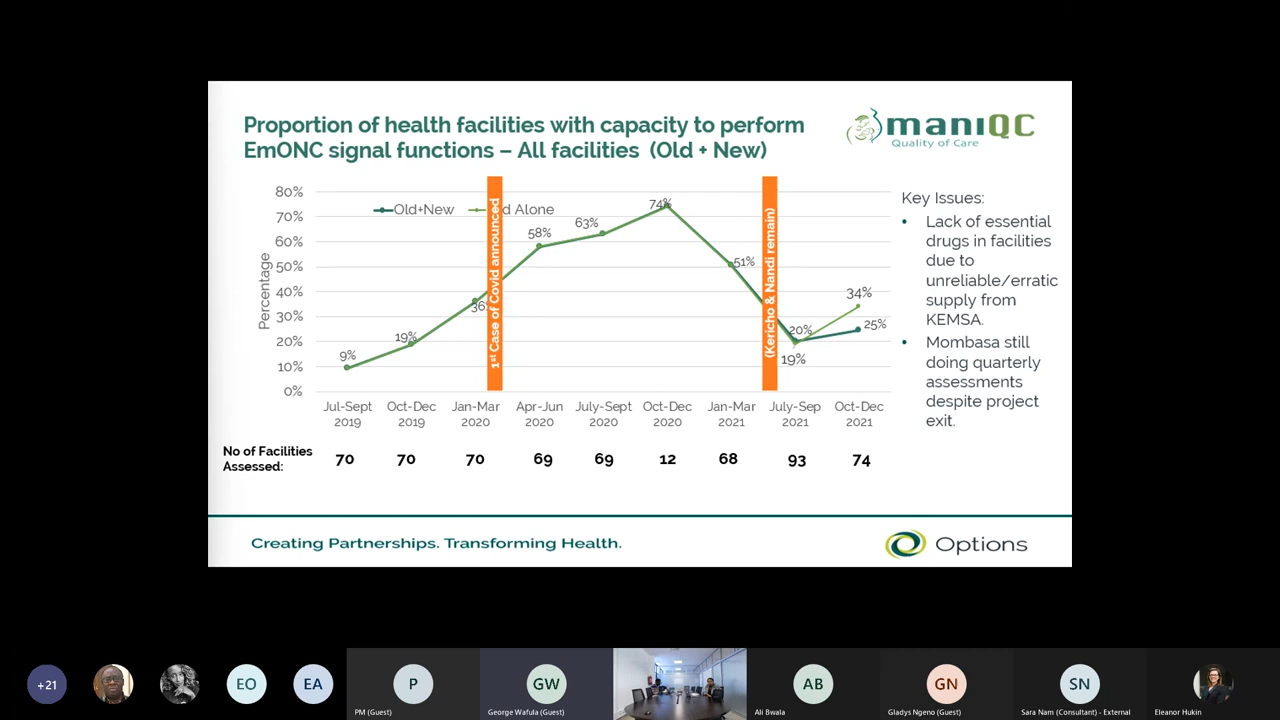 Proportion of health facilities with capacity to perform
EmONC signal functions – All facilities (Old + New)
maniQC
Quality of Care
80%
70%
60%
50%
40%
30%
20%
10%
0%
Percentage
Old+New
d Alone
9%
19%
36
58%
63%
74%
51%
20%
19%
34%
25%
1st Case of Covid announced
(Kericho & Nandi remain)
Jul-Sept
2019
Oct-Dec
2019
Jan-Mar
2020
Apr-Jun
2020
July-Sept
2020
Oct-Dec
2020
Jan-Mar
2021
July-Sep
2021
Oct-Dec
2021
No of Facilities
Assessed:
70 70 70 69 69 12 68 93 74
Key Issues:
• Lack of essential
drugs in facilities
due to
unreliable/erratic
supply from
KEMSA.
• Mombasa still
doing quarterly
assessments
despite project
exit.
Creating Partnerships. Transforming Health.
Options
+21
EO
EA
P
PM (Guest)
GW
George Wafula (Guest)
AB
Ali Bwala
GN
Gladys Ngeno (Guest)
SN
Sara Nam (Consultant) - External
Eleanor Hukin